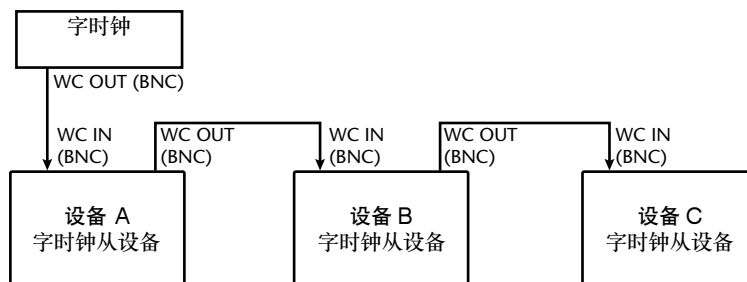 字时钟
WC OUT (BNC)
WC IN
(BNC)
WC OUT
(BNC)
WC IN
(BNC)
WC OUT
(BNC)
WC IN
(BNC)
设备 A
字时钟从设备
设备 B
字时钟从设备
设备 C
字时钟从设备